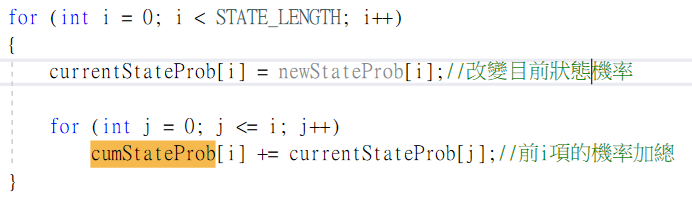 for (int i = 0; i < STATE_LENGTH; i++)
{
currentStateProb[i] = newStateProb[i];//改變目前狀態機率
for (int j = 0; j <= i; j++)
cumStateProb[i] += currentStateProb[j];//前i項的機率加總
}